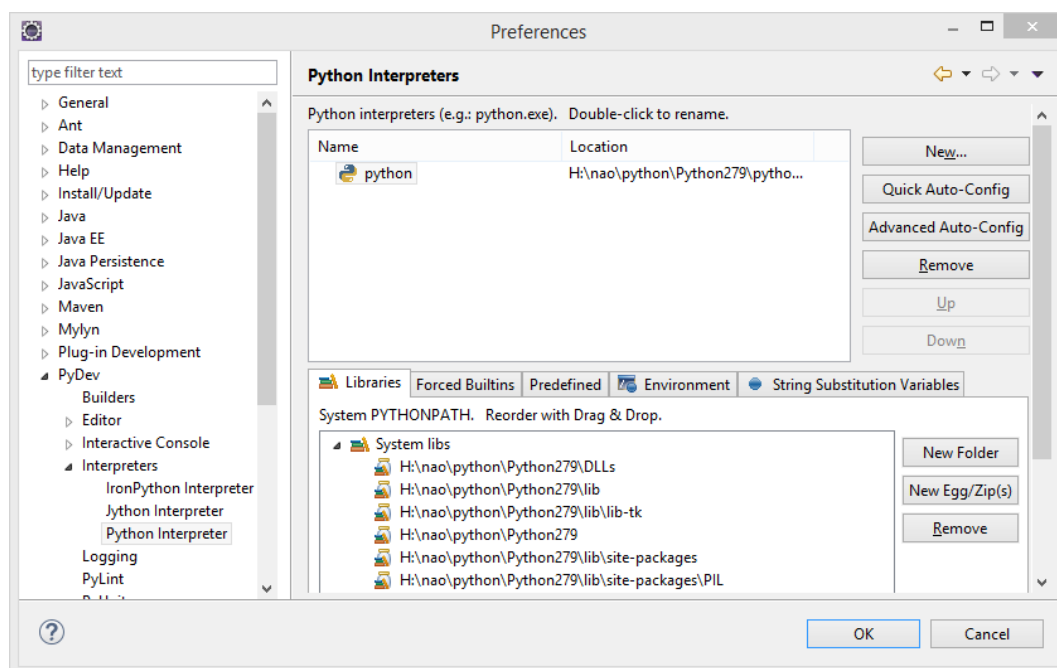 Preferences
type filter text
Python Interpreters
General
Ant
Data Management
Help
Install/Update
Java
Java EE
Java Persistence
JavaScript
Maven
Mylyn
Plug-in Development
PyDev
Builders
Editor
Interactive Console
Interpreters
IronPython Interpreter
Jython Interpreter
Python Interpreter
Logging
PyLint
Python interpreters (e.g.: python.exe).   Double-click to rename.
Name Location
python H:\nao\python\Python279\pytho...
New...
Quick Auto-Config
Advanced Auto-Config
Remove
Up
Down
Libraries Forced Builtins Predefined Environment String Substitution Variables
System PYTHONPATH.   Reorder with Drag & Drop.
System libs
H:\nao\python\Python279\DLLs
H:\nao\python\Python279\lib
H:\nao\python\Python279\lib\lib-tk
H:\nao\python\Python279
H:\nao\python\Python279\lib\site-packages
H:\nao\python\Python279\lib\site-packages\PIL
New Folder
New Egg/Zip(s)
Remove
OK
Cancel